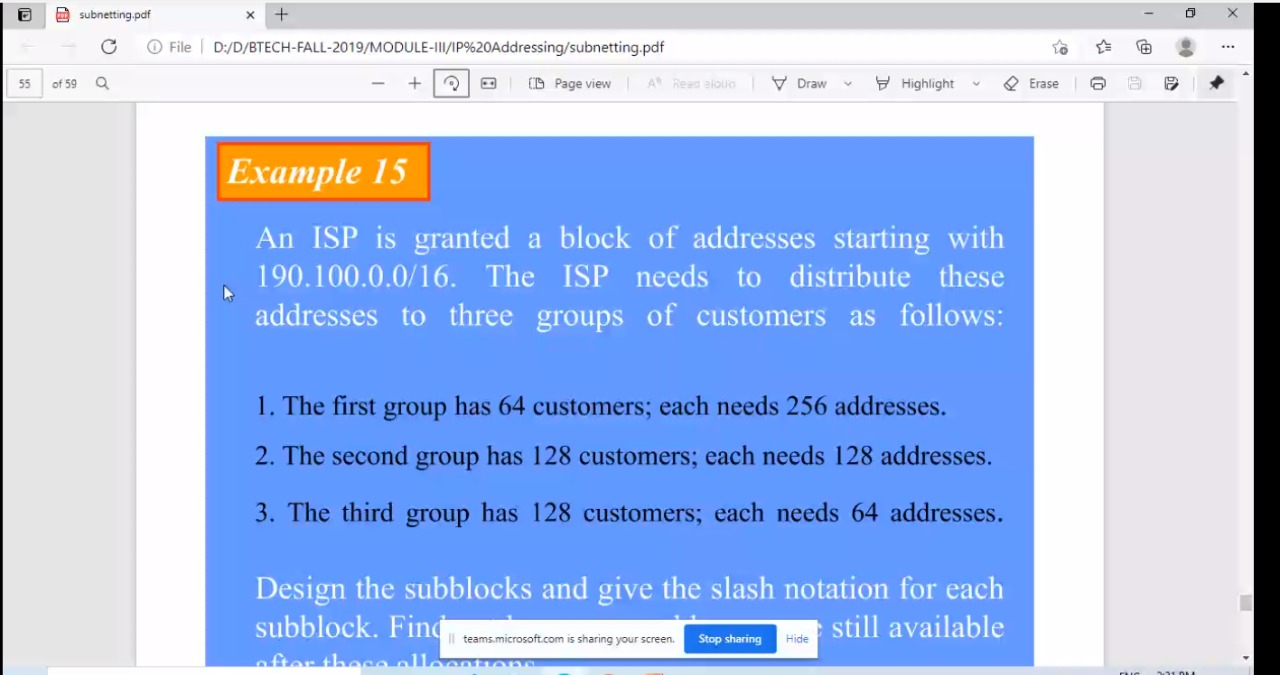 subnetting.pdf
File D:/D/BTECH-FALL-2019/MODULE-III/IP%20Addressing/subnetting.pdf
55 of 59 Page view Read aloud Draw Highlight Erase
Example 15
An ISP is granted a block of addresses starting with
190.100.0.0/16. The ISP needs to distribute these
addresses to three groups of customers as follows:
1. The first group has 64 customers; each needs 256 addresses.
2. The second group has 128 customers; each needs 128 addresses.
3. The third group has 128 customers; each needs 64 addresses.
Design the subblocks and give the slash notation for each
subblock. Find still available
after these allocations
teams.microsoft.com is sharing your screen. Stop sharing Hide